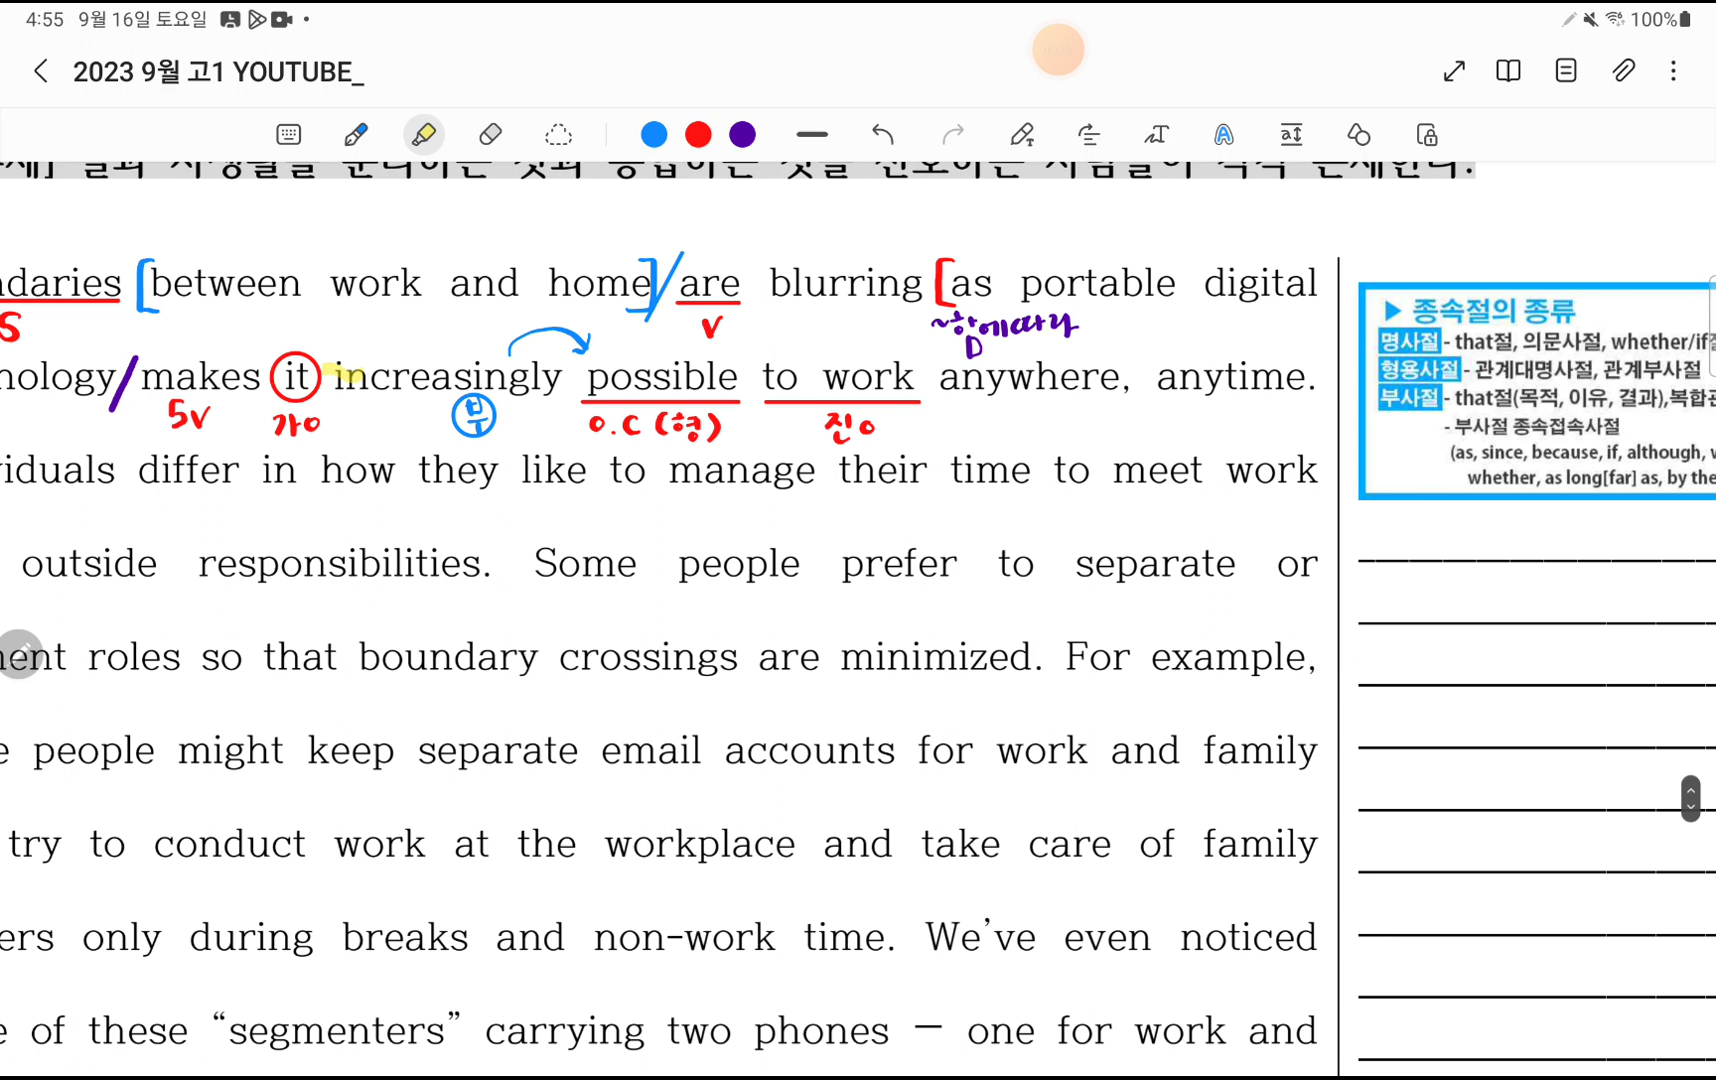 4:55 9월 16일 토요일 100%
2023 9월 고1 YOUTUBE_
daries [between work and home]/are blurring [as portable digital
S V ~함에따라
D
nology/makes it increasingly possible to work anywhere, anytime.
5V 가O 부 O.C (형) 진O
viduals differ in how they like to manage their time to meet work
outside responsibilities. Some people prefer to separate or
ent roles so that boundary crossings are minimized. For example,
e people might keep separate email accounts for work and family
try to conduct work at the workplace and take care of family
ers only during breaks and non-work time. We've even noticed
e of these “segmenters” carrying two phones — one for work and
▶ 종속절의 종류
명사절 - that절, 의문사절, whether/if절
형용사절 - 관계대명사절, 관계부사절
부사절 - that절(목적, 이유, 결과),복합관
- 부사절 종속접속사절
(as, since, because, if, although, w
whether, as long[far] as, by the